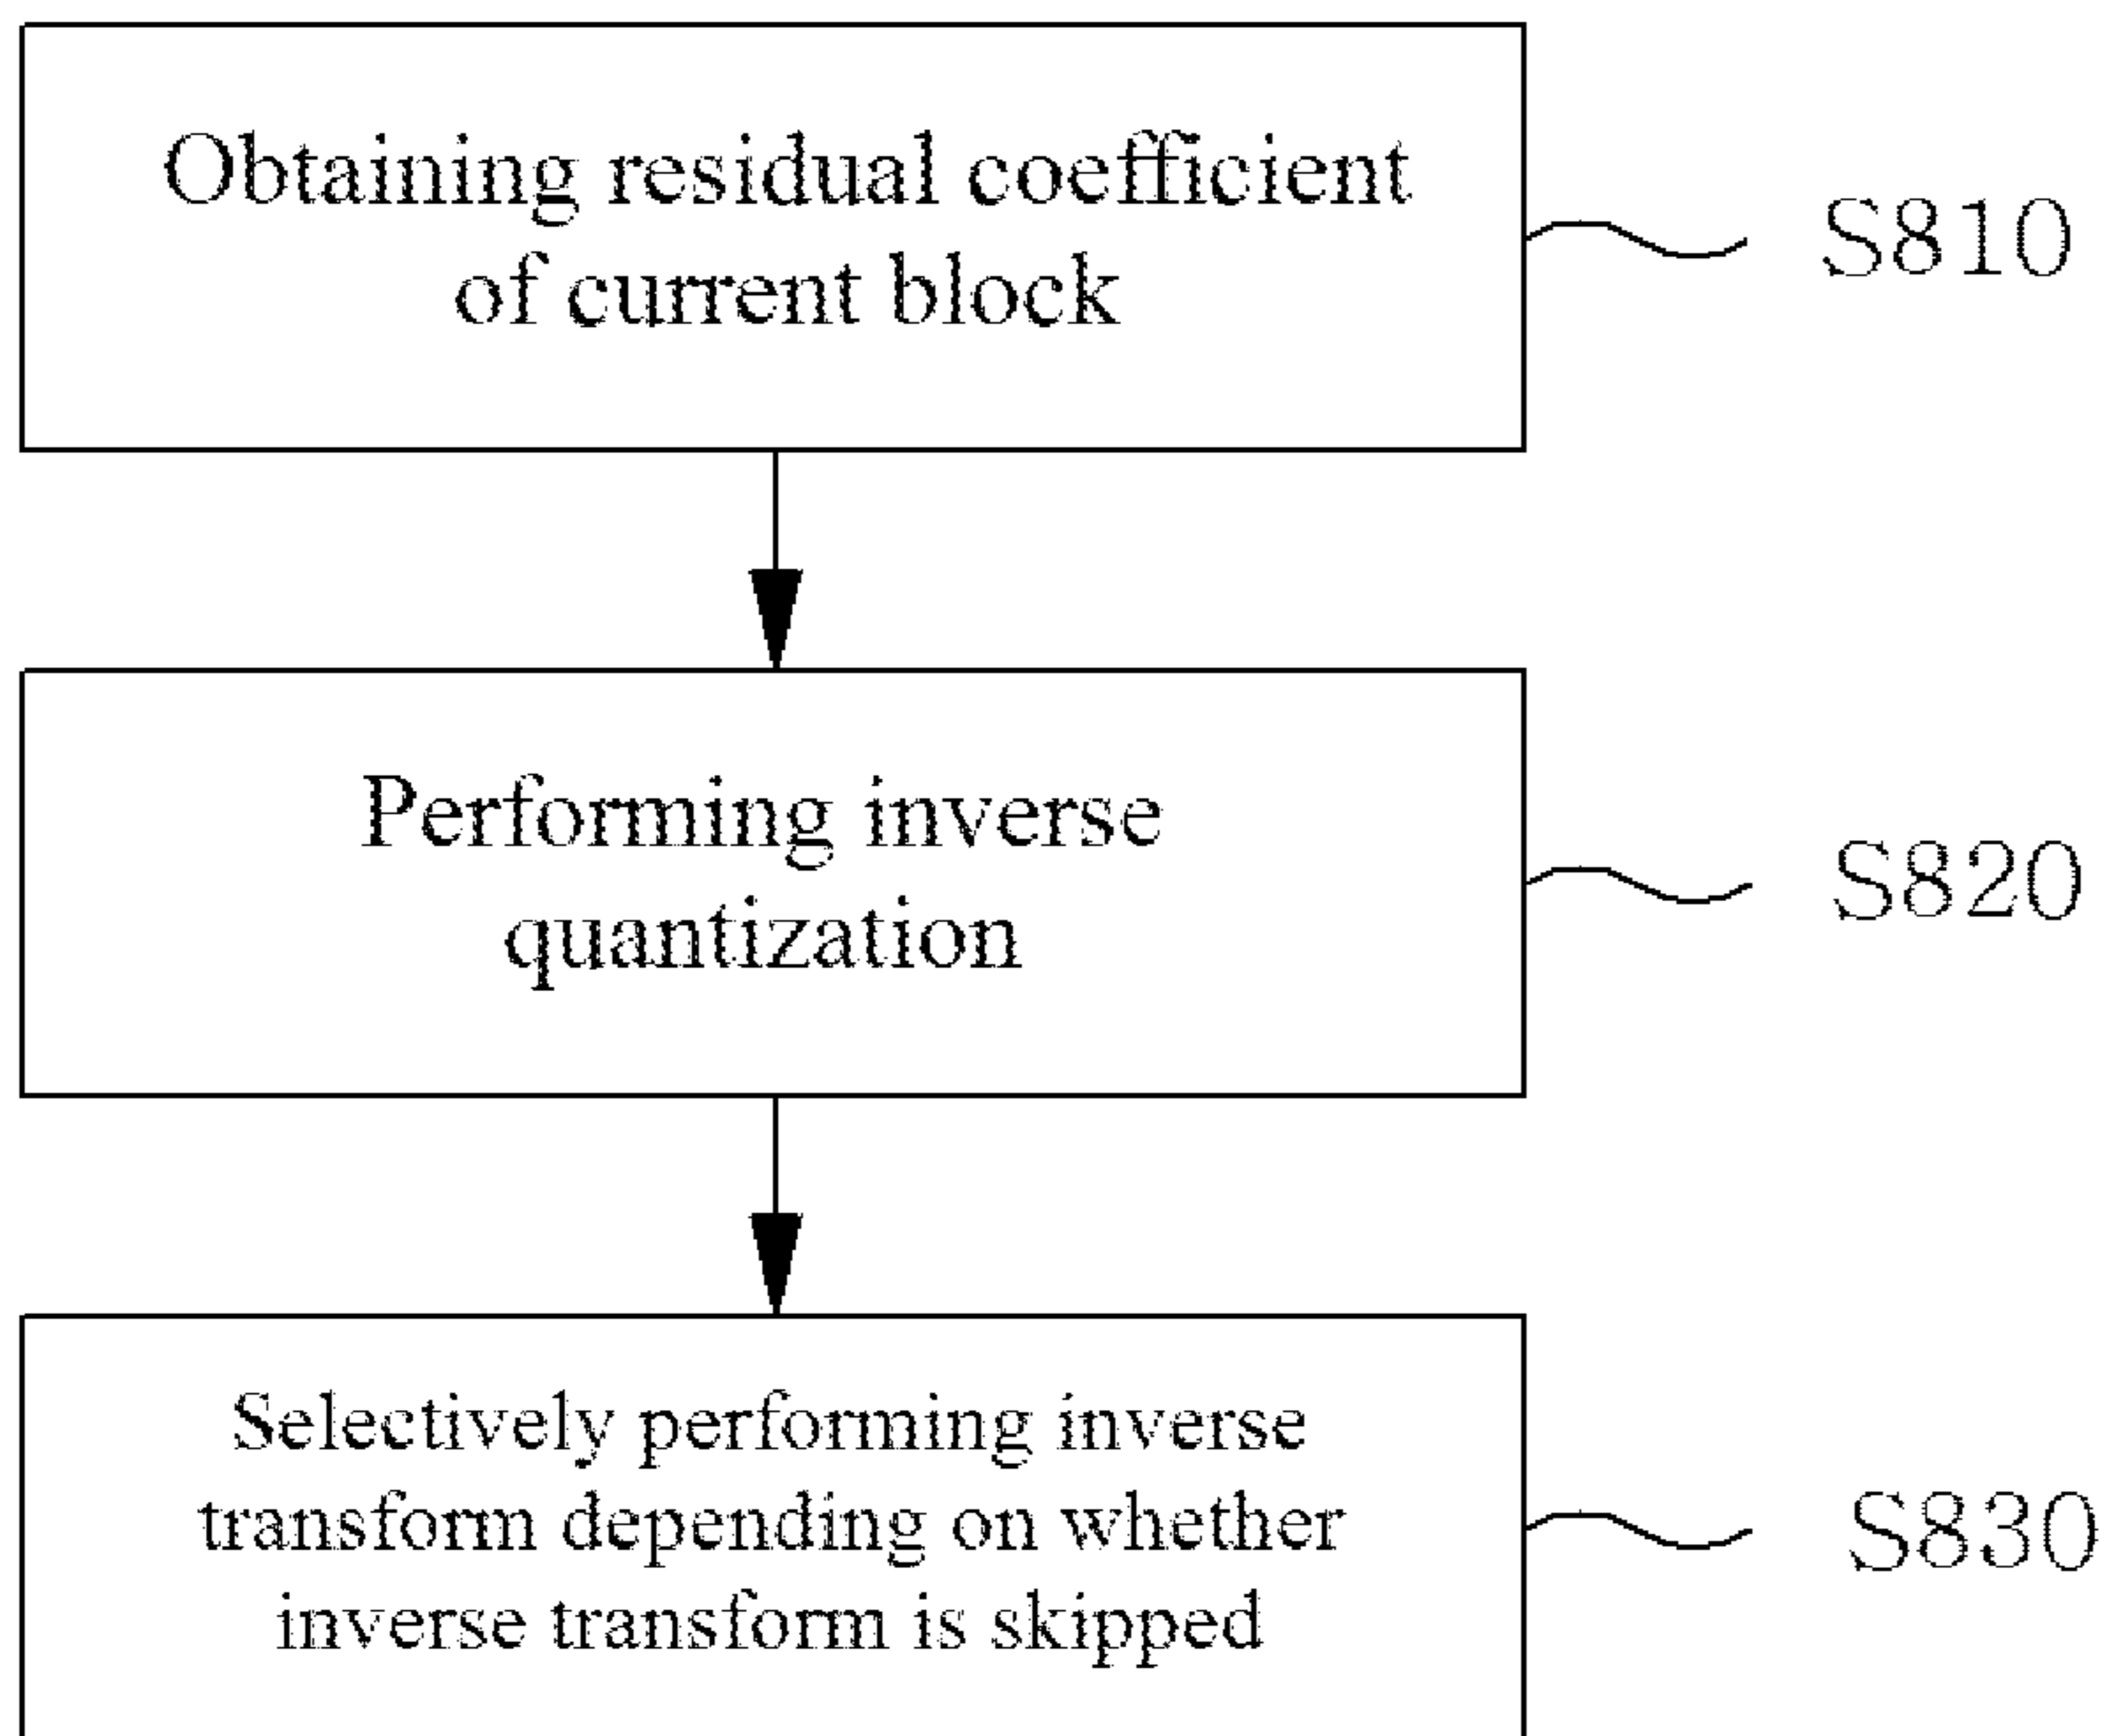 Obtaining residual coefficient
of current block
S810
Performing inverse
quantization
S820
Selectively performing inverse
transform depending on whether
inverse transform is skipped
S830